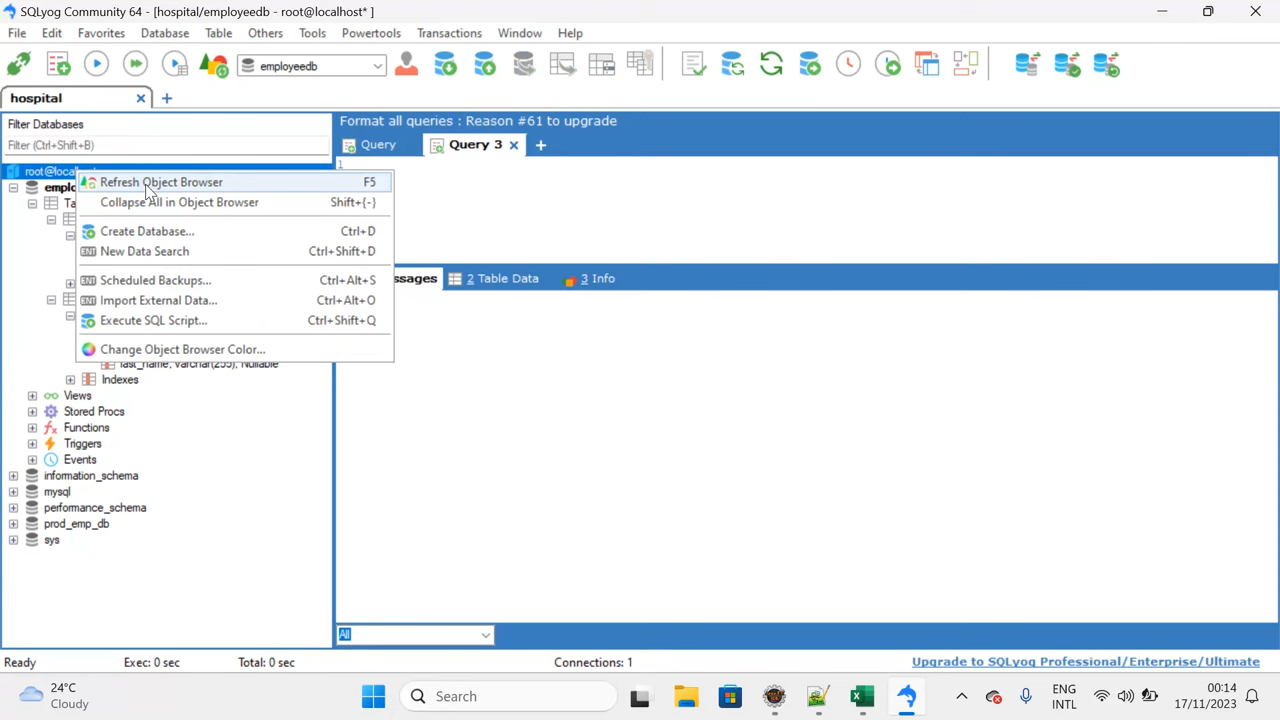 SQLyog Community 64 - [hospital/employeedb - root@localhost* ]
File Edit Favorites Database Table Others Tools Powertools Transactions Window Help
employeedb
hospital
Filter Databases
Filter (Ctrl+Shift+B)
Format all queries : Reason #61 to upgrade
Query Query 3
1
Refresh Object Browser F5
Collapse All in Object Browser Shift+{-}
Create Database... Ctrl+D
New Data Search Ctrl+Shift+D
Scheduled Backups... Ctrl+Alt+S
Import External Data... Ctrl+Alt+O
Execute SQL Script... Ctrl+Shift+Q
Change Object Browser Color...
2 Table Data 3 Info
last_name, varchar(255), Nullable
Indexes
Views
Stored Procs
Functions
Triggers
Events
information_schema
mysql
performance_schema
prod_emp_db
sys
All
Ready Exec: 0 sec Total: 0 sec Connections: 1 Upgrade to SQLyog Professional/Enterprise/Ultimate
24°C
Cloudy
Search
ENG
INTL
00:14
17/11/2023